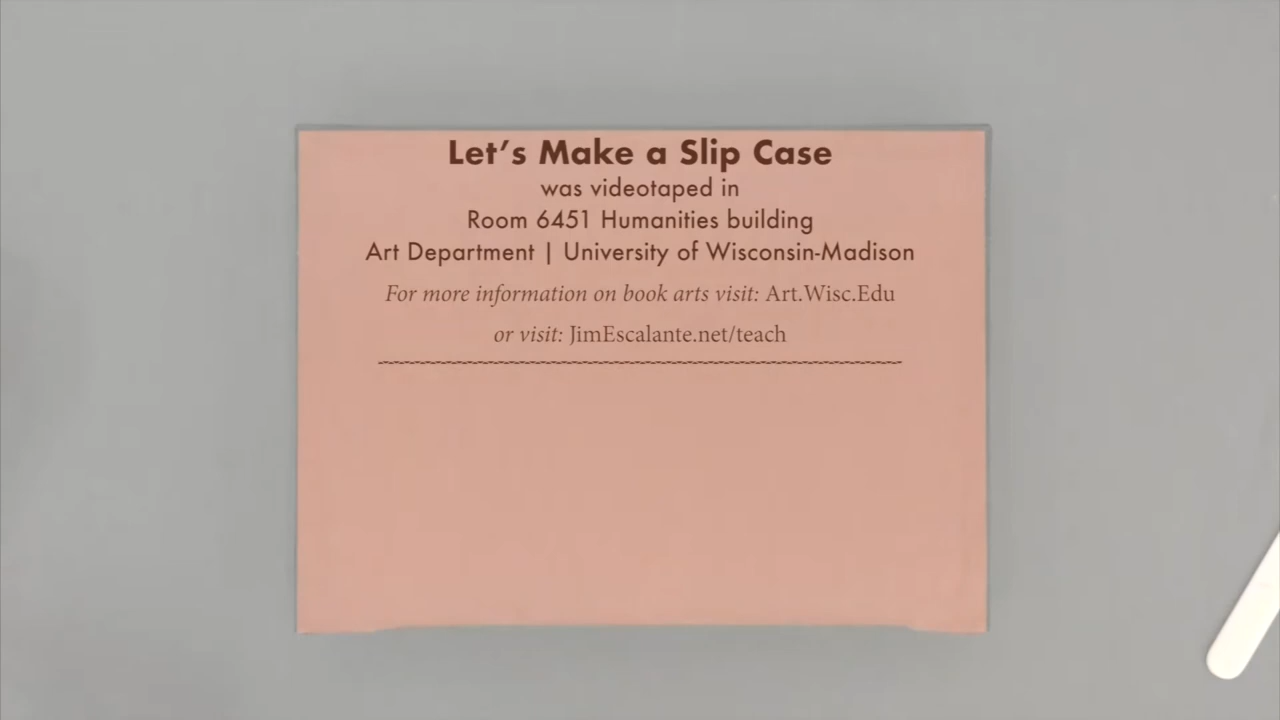 Let's Make a Slip Case
was videotaped in
Room 6451 Humanities building
Art Department | University of Wisconsin-Madison
For more information on book arts visit: Art.Wisc.Edu
or visit: JimEscalante.net/teach